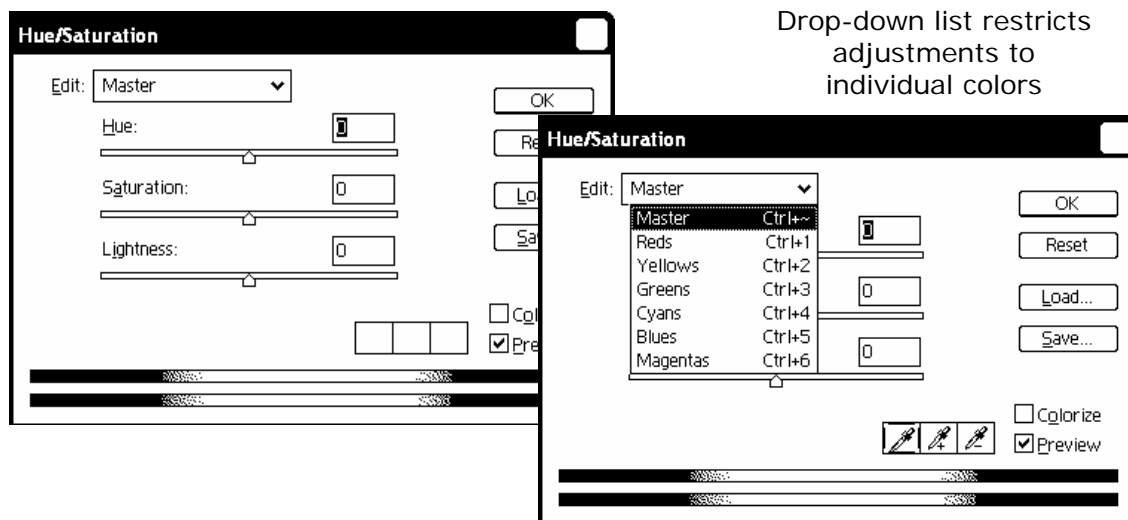 Drop-down list restricts
adjustments to
individual colors
Hue/Saturation
Edit: Master
OK
Hue: 0
Saturation: 0
Lightness: 0
Hue/Saturation
Edit: Master
Master Ctrl+~
Reds Ctrl+1
Yellows Ctrl+2
Greens Ctrl+3
Cyans Ctrl+4
Blues Ctrl+5
Magentas Ctrl+6
0
0
0
OK
Reset
Load...
Save...
Colorize
Preview